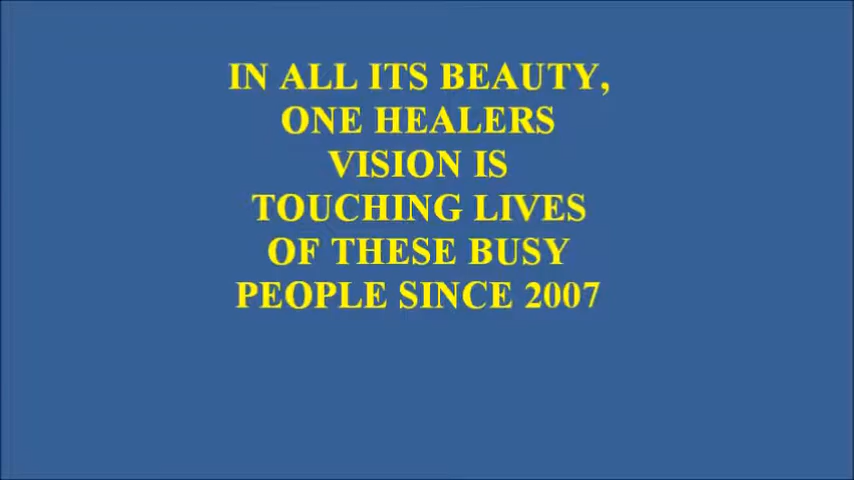 IN ALL ITS BEAUTY,
ONE HEALERS
VISION IS
TOUCHING LIVES
OF THESE BUSY
PEOPLE SINCE 2007